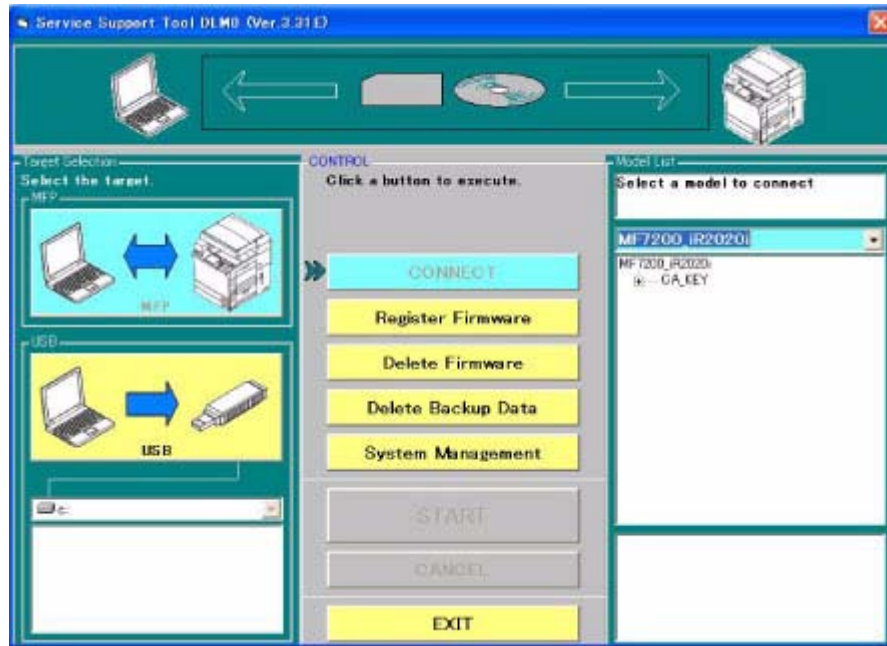 Service Support Tool DLM0 (Ver.3.31E)
Target Selection
Select the target.
MFP
MFP
USB
USB
c:
CONTROL
Click a button to execute.
CONNECT
Register Firmware
Delete Firmware
Delete Backup Data
System Management
START
CANCEL
EXIT
Model List
Select a model to connect
MF7200_iR2020i
MF7200_iR2020i
CA_KEY